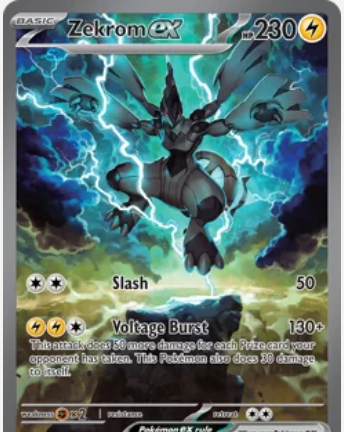 BASIC Zekrom ex HP 230
Slash 50
Voltage Burst 130+
This attack does 50 more damage for each Prize card your
opponent has taken. This Pokémon also does 30 damage
to itself.
weakness ×2 resistance retreat
Pokémon ex rule